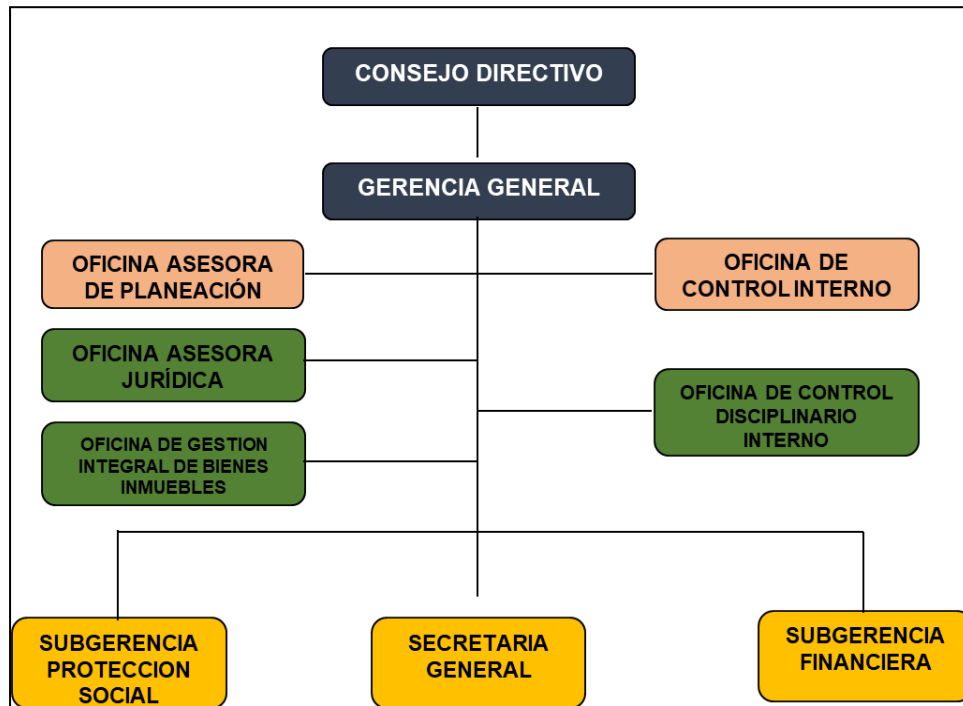 CONSEJO DIRECTIVO
GERENCIA GENERAL
OFICINA ASESORA
DE PLANEACIÓN
OFICINA DE
CONTROL INTERNO
OFICINA ASESORA
JURÍDICA
OFICINA DE CONTROL
DISCIPLINARIO
INTERNO
OFICINA DE GESTION
INTEGRAL DE BIENES
INMUEBLES
SUBGERENCIA
PROTECCION
SOCIAL
SECRETARIA
GENERAL
SUBGERENCIA
FINANCIERA